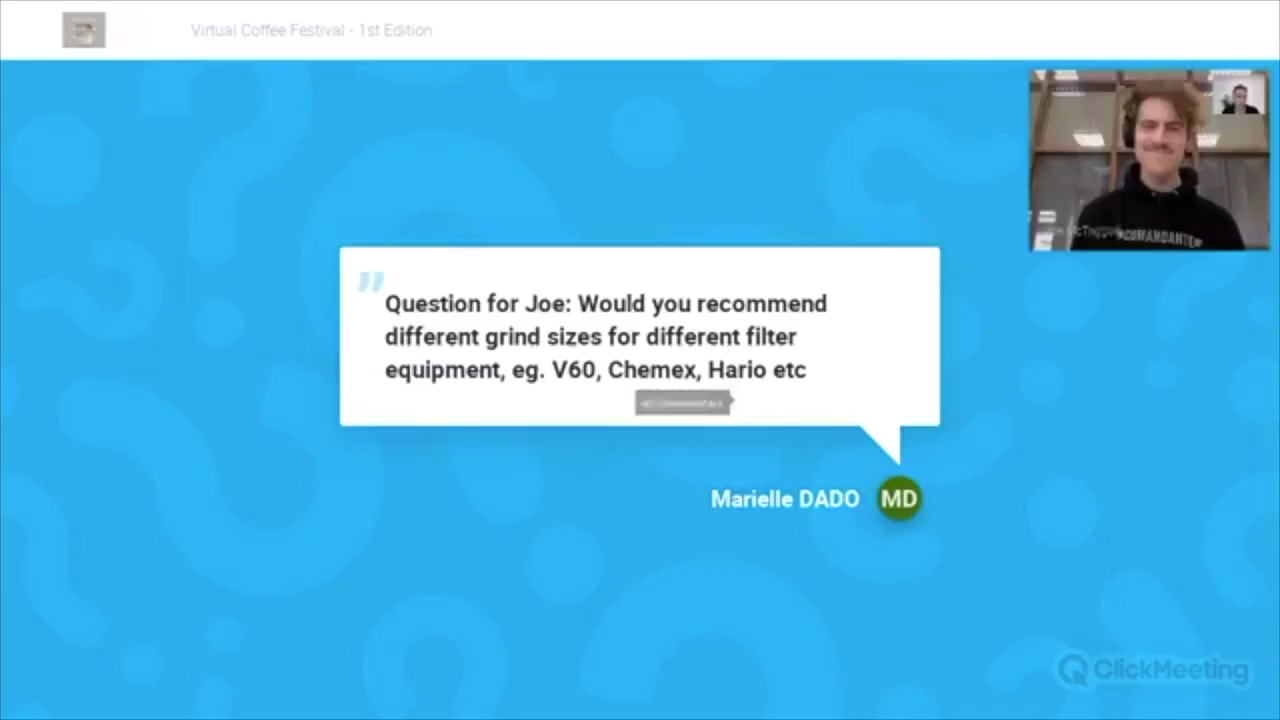 Virtual Coffee Festival - 1st Edition
Question for Joe: Would you recommend
different grind sizes for different filter
equipment, eg. V60, Chemex, Hario etc
Marielle DADO
MD
COMANDANTE
ClickMeeting